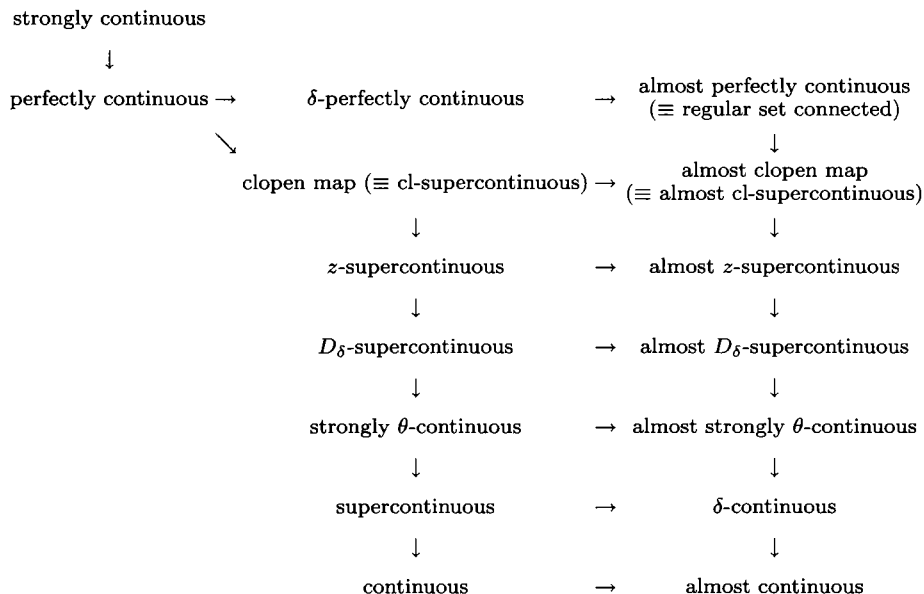 strongly continuous
↓
perfectly continuous → δ-perfectly continuous → almost perfectly continuous
(≡ regular set connected)
↘ ↓
clopen map (≡ cl-supercontinuous) → almost clopen map
(≡ almost cl-supercontinuous)
↓ ↓
z-supercontinuous → almost z-supercontinuous
↓ ↓
D_δ-supercontinuous → almost D_δ-supercontinuous
↓ ↓
strongly θ-continuous → almost strongly θ-continuous
↓ ↓
supercontinuous → δ-continuous
↓ ↓
continuous → almost continuous